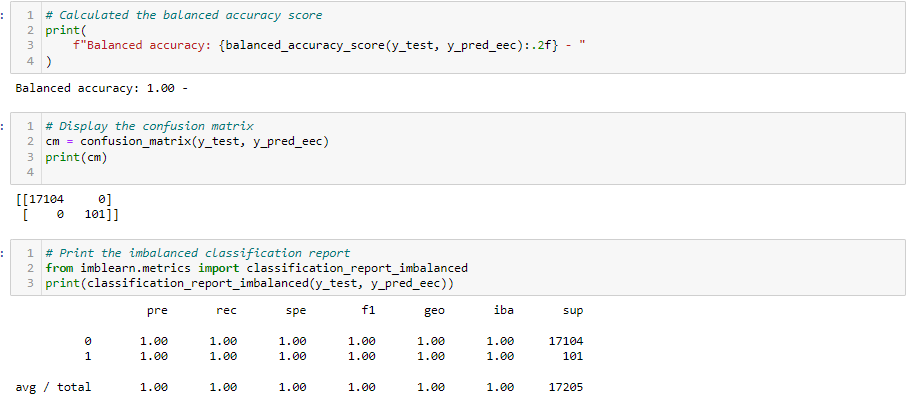 : 1 # Calculated the balanced accuracy score
2 print(
3 f"Balanced accuracy: {balanced_accuracy_score(y_test, y_pred_eec):.2f} - "
4 )
Balanced accuracy: 1.00 -
: 1 # Display the confusion matrix
2 cm = confusion_matrix(y_test, y_pred_eec)
3 print(cm)
4
[[17104 0]
[ 0 101]]
: 1 # Print the imbalanced classification report
2 from imblearn.metrics import classification_report_imbalanced
3 print(classification_report_imbalanced(y_test, y_pred_eec))
pre rec spe f1 geo iba sup
0 1.00 1.00 1.00 1.00 1.00 1.00 17104
1 1.00 1.00 1.00 1.00 1.00 1.00 101
avg / total 1.00 1.00 1.00 1.00 1.00 1.00 17205